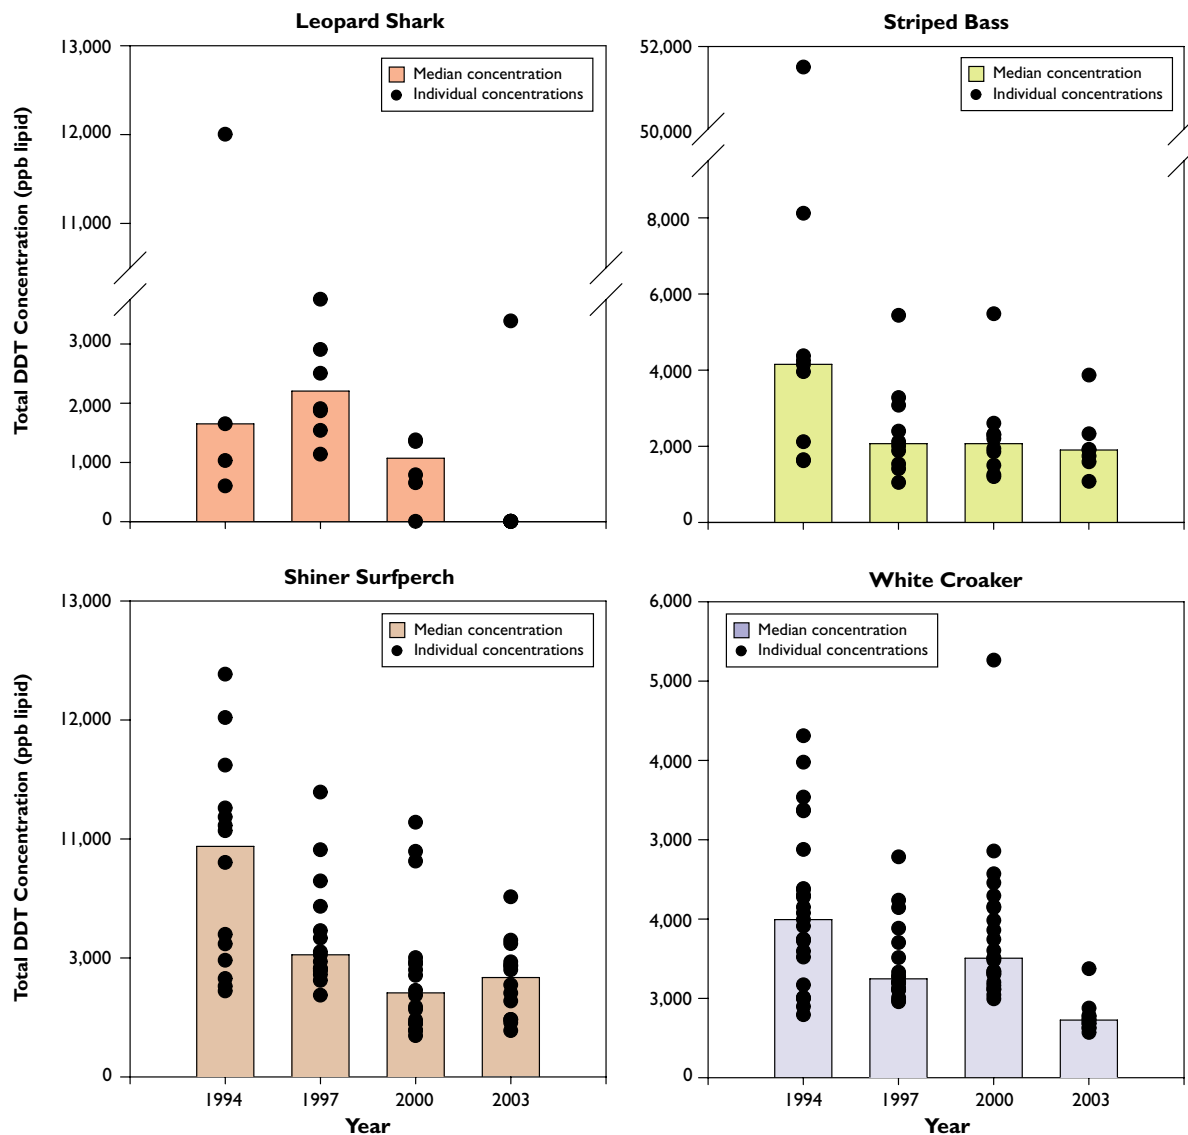 Leopard Shark
Total DDT Concentration (ppb lipid)
13,000
12,000
11,000
3,000
2,000
1,000
0
Median concentration
Individual concentrations
Striped Bass
52,000
50,000
8,000
6,000
4,000
2,000
0
Median concentration
Individual concentrations
Shiner Surfperch
Total DDT Concentration (ppb lipid)
13,000
12,000
11,000
3,000
0
Median concentration
Individual concentrations
1994 1997 2000 2003
Year
White Croaker
6,000
5,000
4,000
3,000
4,000
3,000
0
Median concentration
Individual concentrations
1994 1997 2000 2003
Year